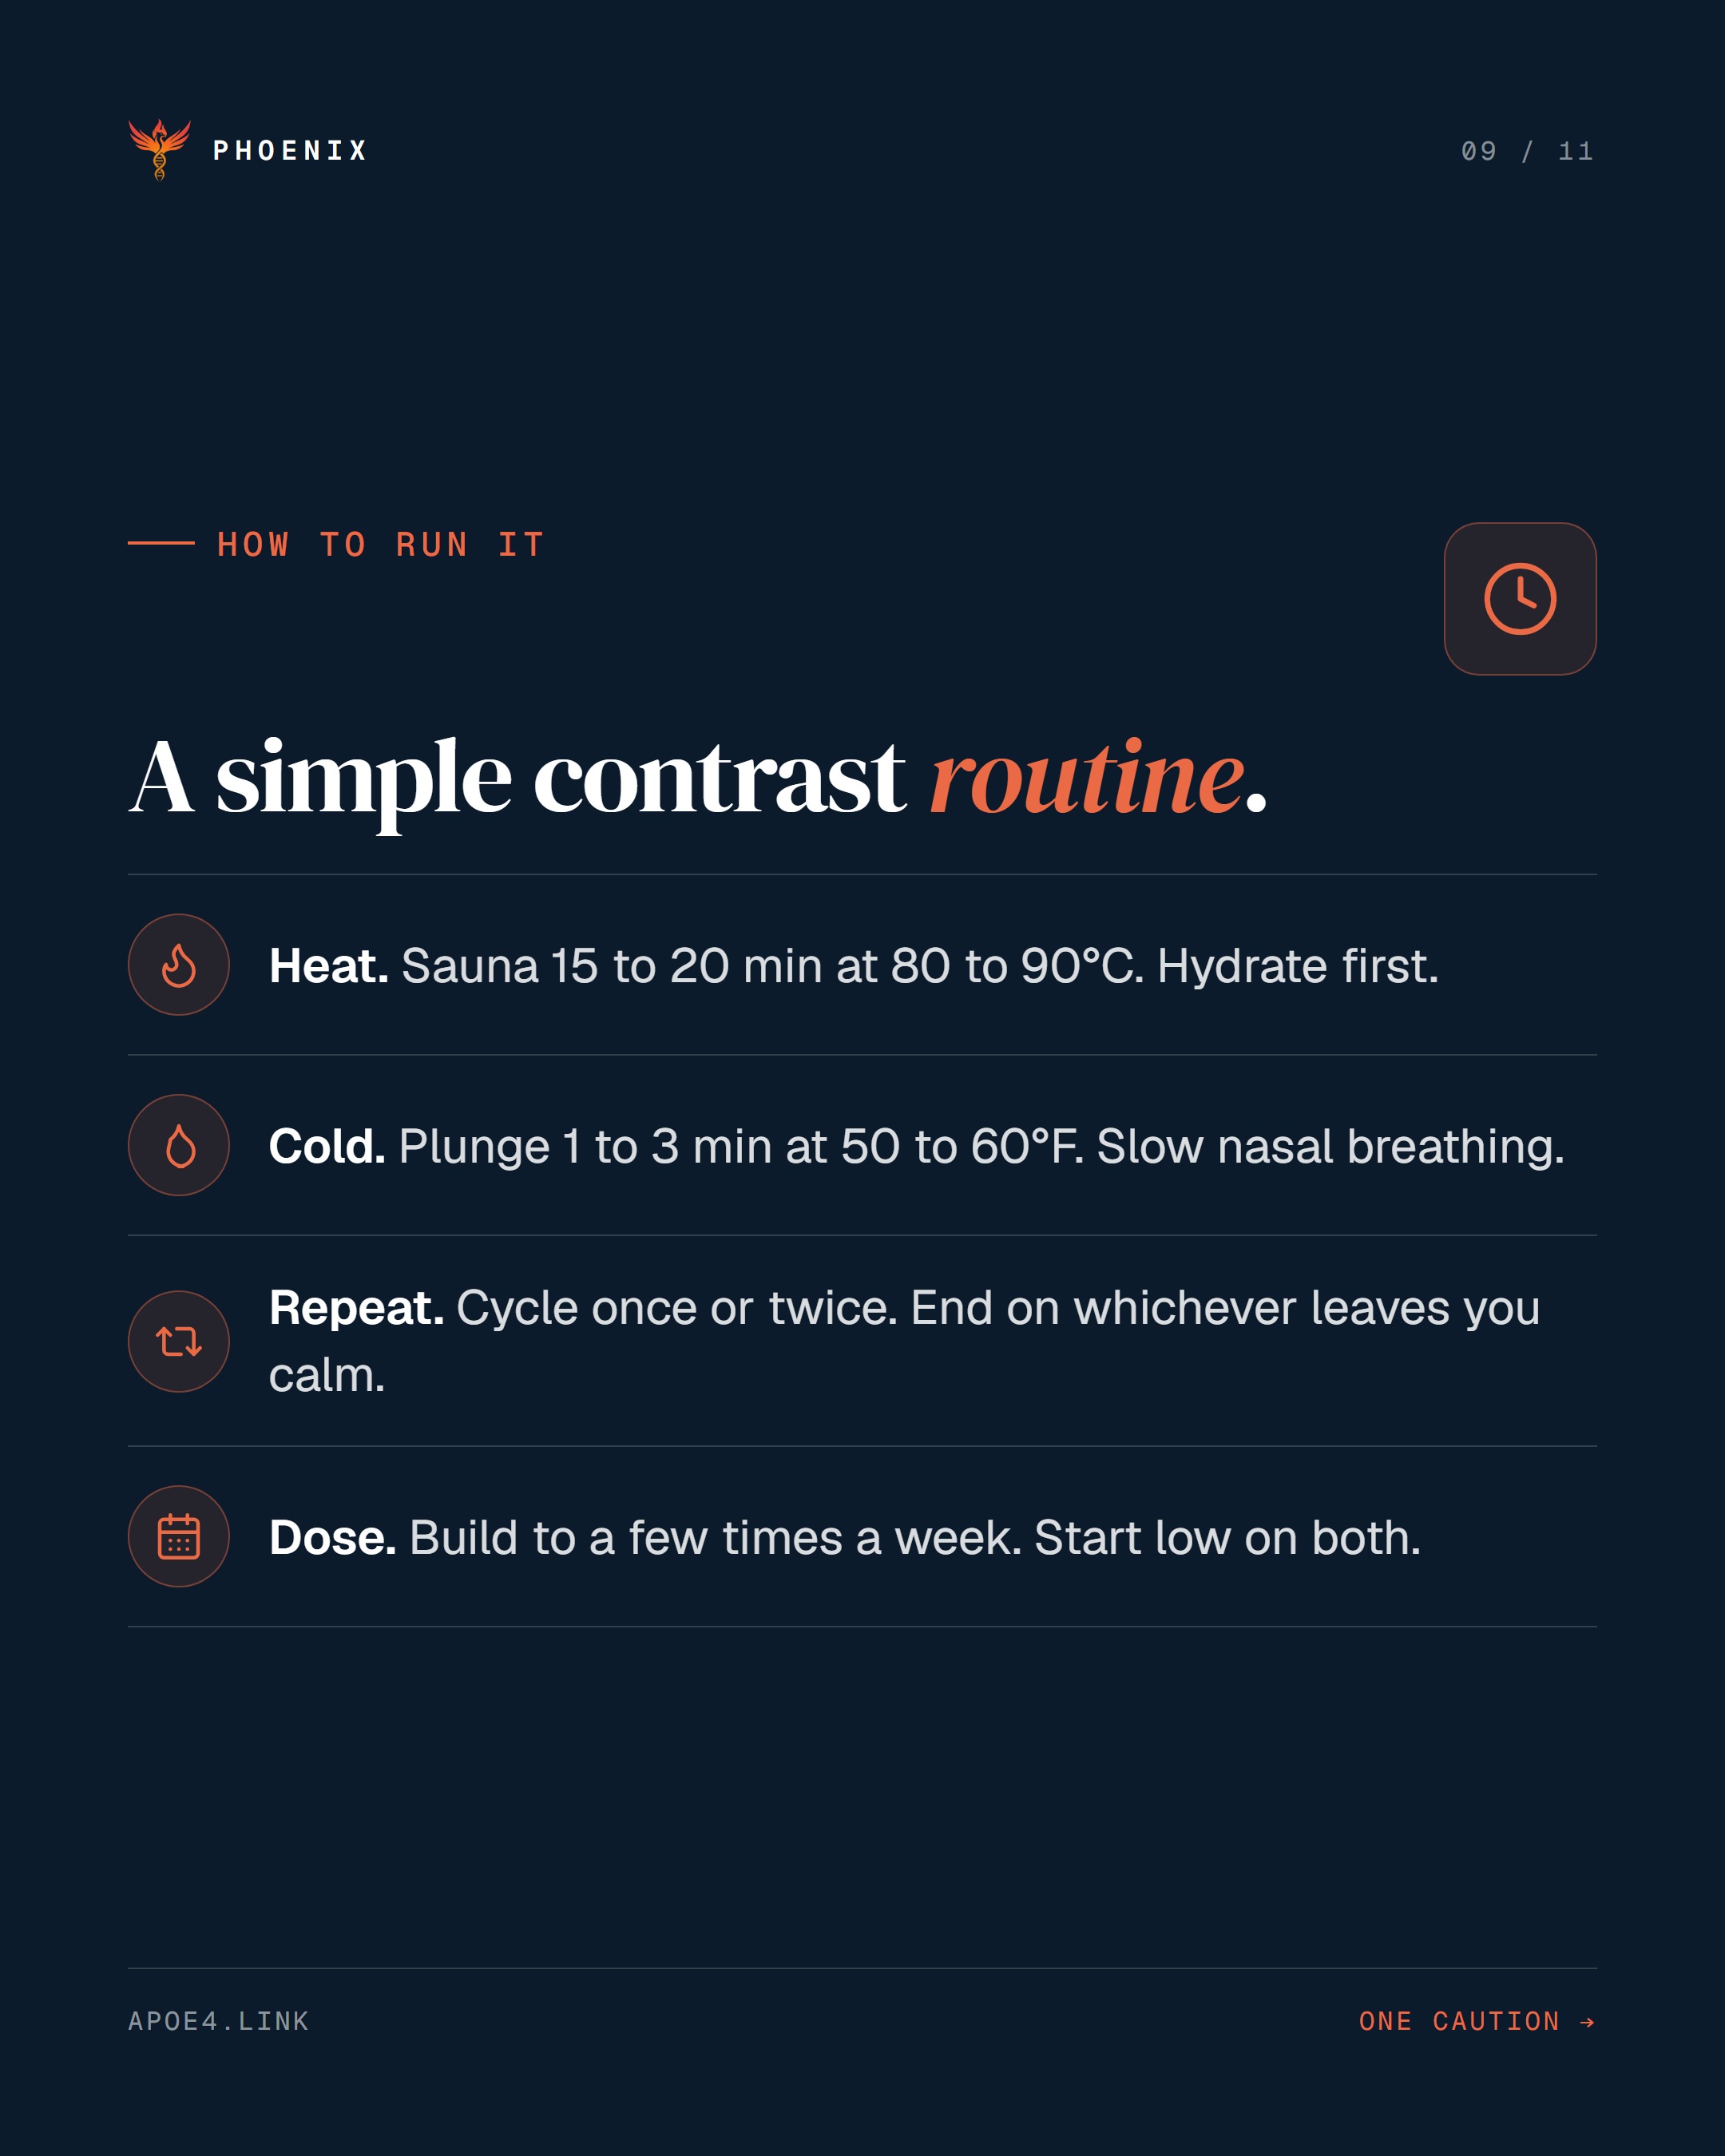 PHOENIX
09 / 11
HOW TO RUN IT
A simple contrast routine.
Heat. Sauna 15 to 20 min at 80 to 90°C. Hydrate first.
Cold. Plunge 1 to 3 min at 50 to 60°F. Slow nasal breathing.
Repeat. Cycle once or twice. End on whichever leaves you
calm.
Dose. Build to a few times a week. Start low on both.
APOE4.LINK
ONE CAUTION →